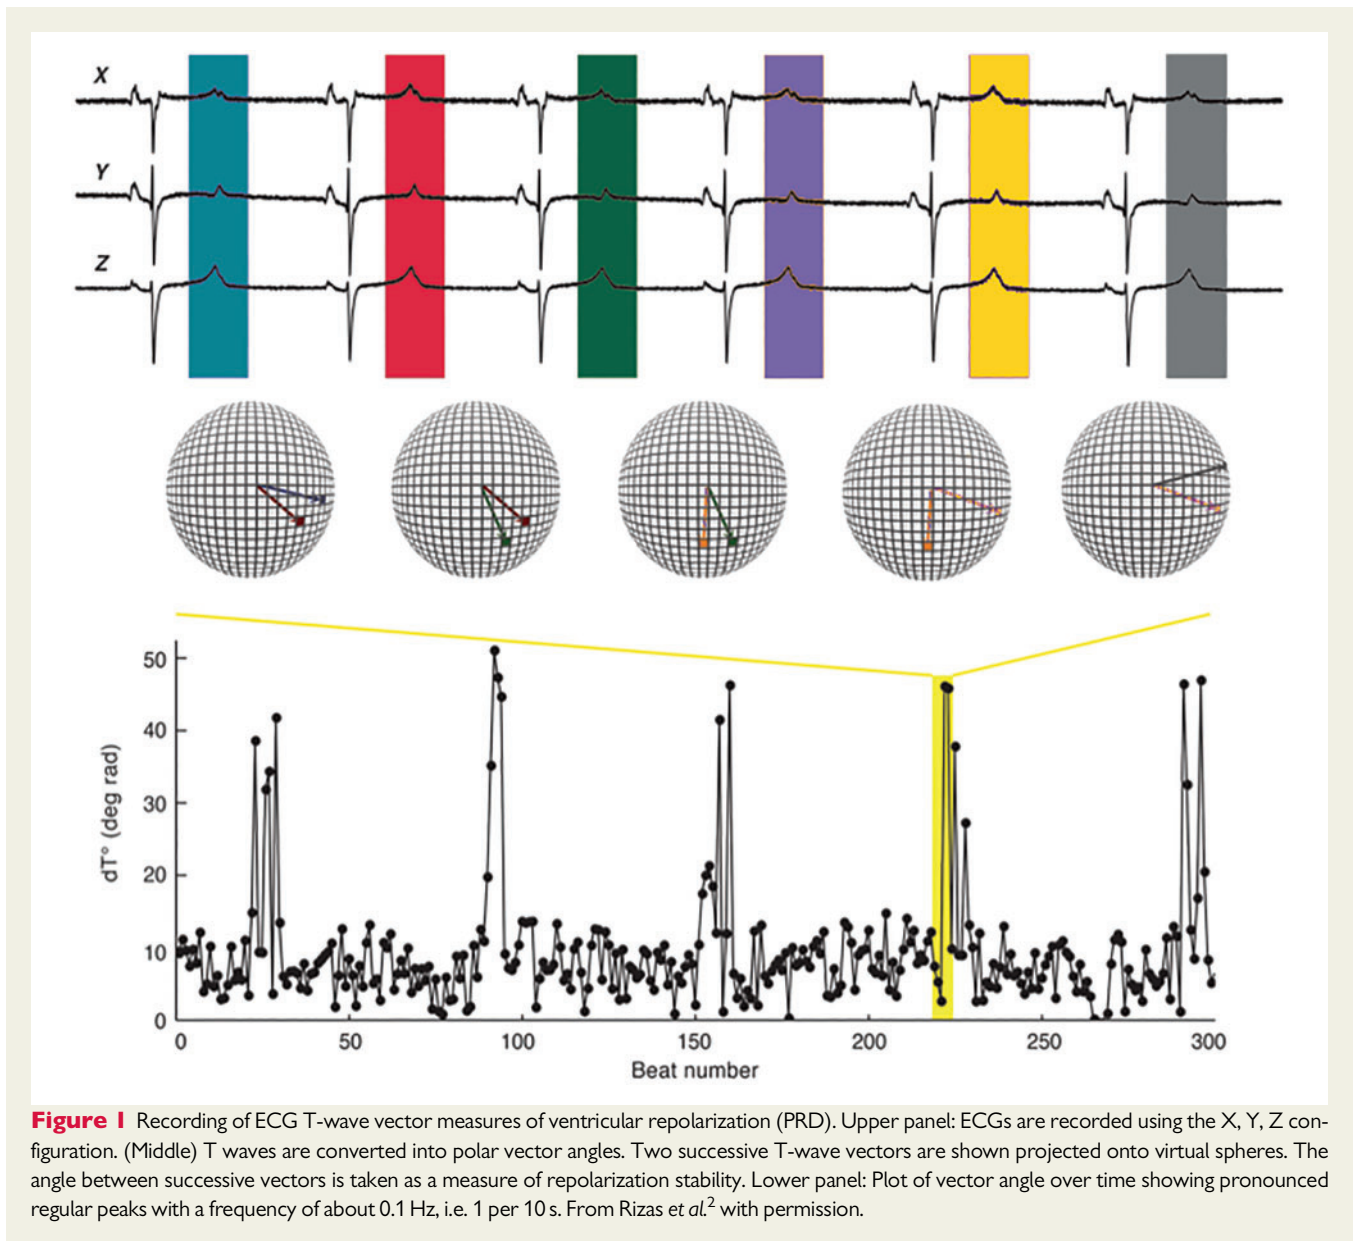 X
Y
Z
50
40
30
20
10
0
dT° (deg rad)
0 50 100 150 200 250 300
Beat number
Figure 1 Recording of ECG T-wave vector measures of ventricular repolarization (PRD). Upper panel: ECGs are recorded using the X, Y, Z con-
figuration. (Middle) T waves are converted into polar vector angles. Two successive T-wave vectors are shown projected onto virtual spheres. The
angle between successive vectors is taken as a measure of repolarization stability. Lower panel: Plot of vector angle over time showing pronounced
regular peaks with a frequency of about 0.1 Hz, i.e. 1 per 10 s. From Rizas et al.2 with permission.